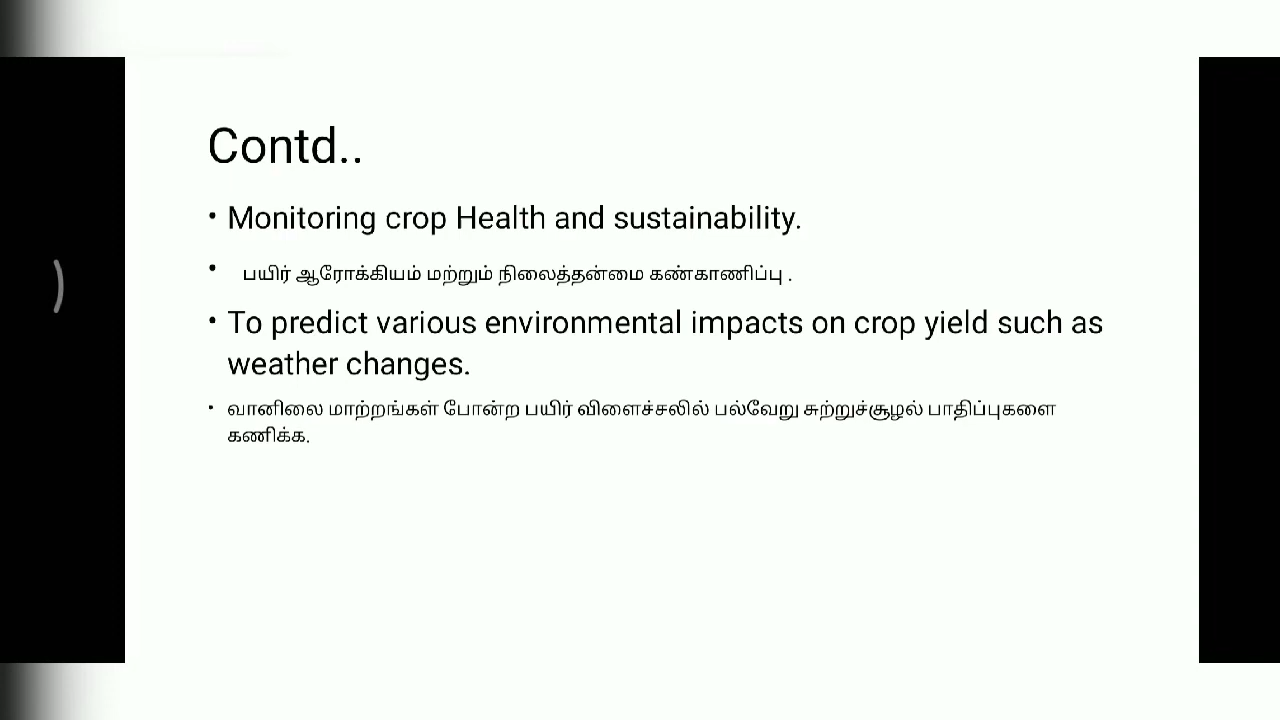 Contd..
• Monitoring crop Health and sustainability.
• பயிர் ஆரோக்கியம் மற்றும் நிலைத்தன்மை கண்காணிப்பு .
• To predict various environmental impacts on crop yield such as
weather changes.
• வானிலை மாற்றங்கள் போன்ற பயிர் விளைச்சலில் பல்வேறு சுற்றுச்சூழல் பாதிப்புகளை
கணிக்க.